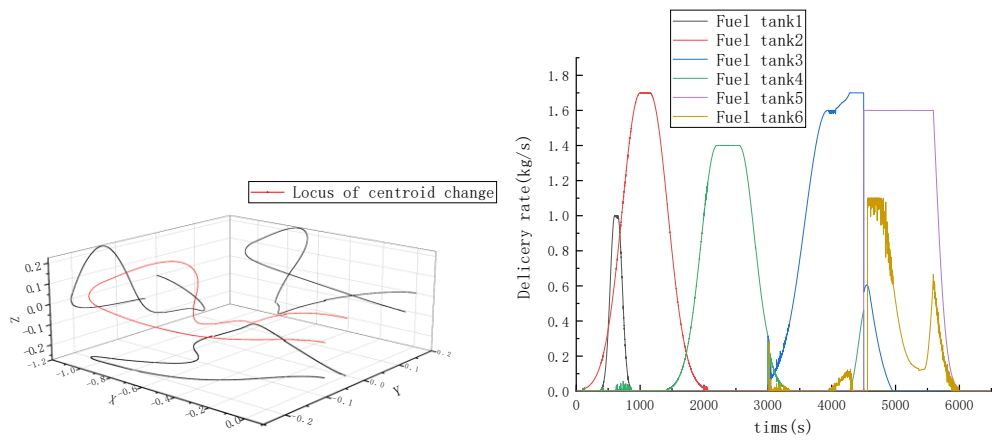 Locus of centroid change
0.2
0.1
0.0
-0.1
-0.2
Z
-1.2
-1.0
-0.8
-0.6
-0.4
-0.2
0.0
X
-0.2
-0.1
0.0
0.1
0.2
Y
Fuel tank1
Fuel tank2
Fuel tank3
Fuel tank4
Fuel tank5
Fuel tank6
1.8
1.6
1.4
1.2
1.0
0.8
0.6
0.4
0.2
0.0
Delicery rate(kg/s)
0 1000 2000 3000 4000 5000 6000
tims(s)